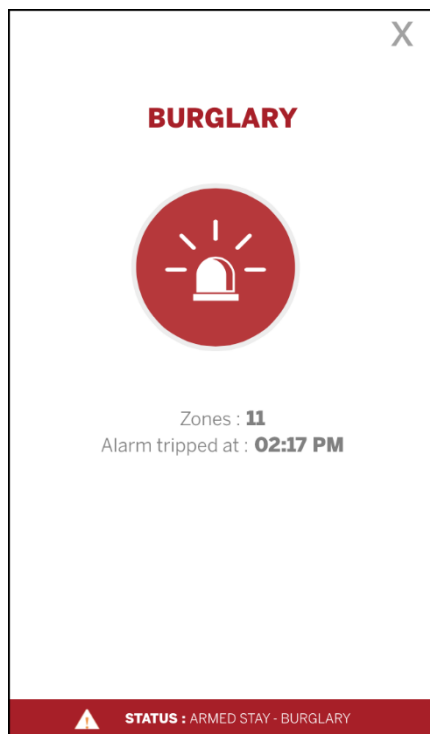 X
BURGLARY
Zones : 11
Alarm tripped at : 02:17 PM
STATUS : ARMED STAY - BURGLARY